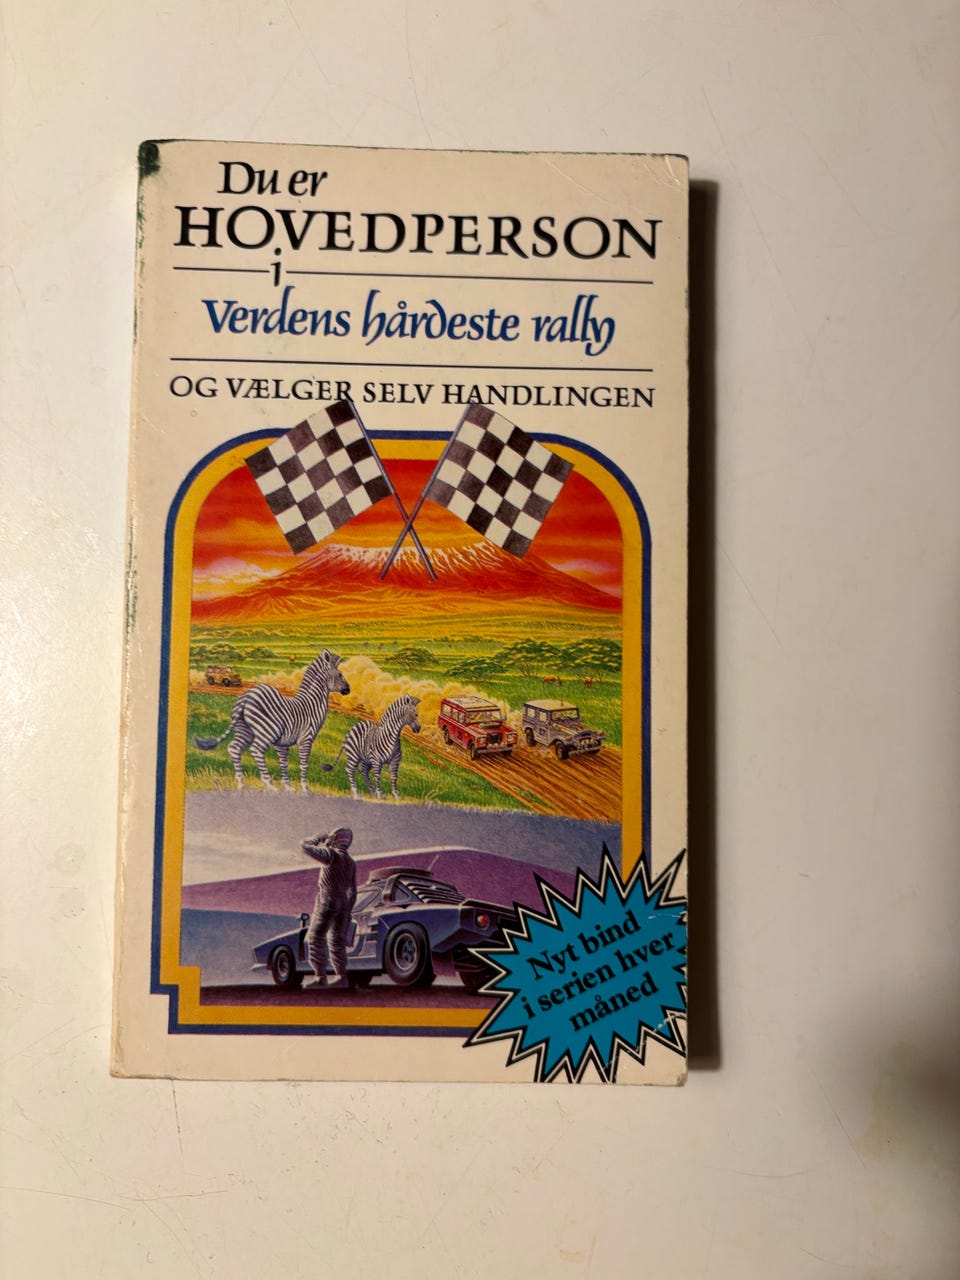 Du er
HOVEDPERSON
i
Verdens hårdeste rally
OG VÆLGER SELV HANDLINGEN
Nyt bind
i serien hver
måned